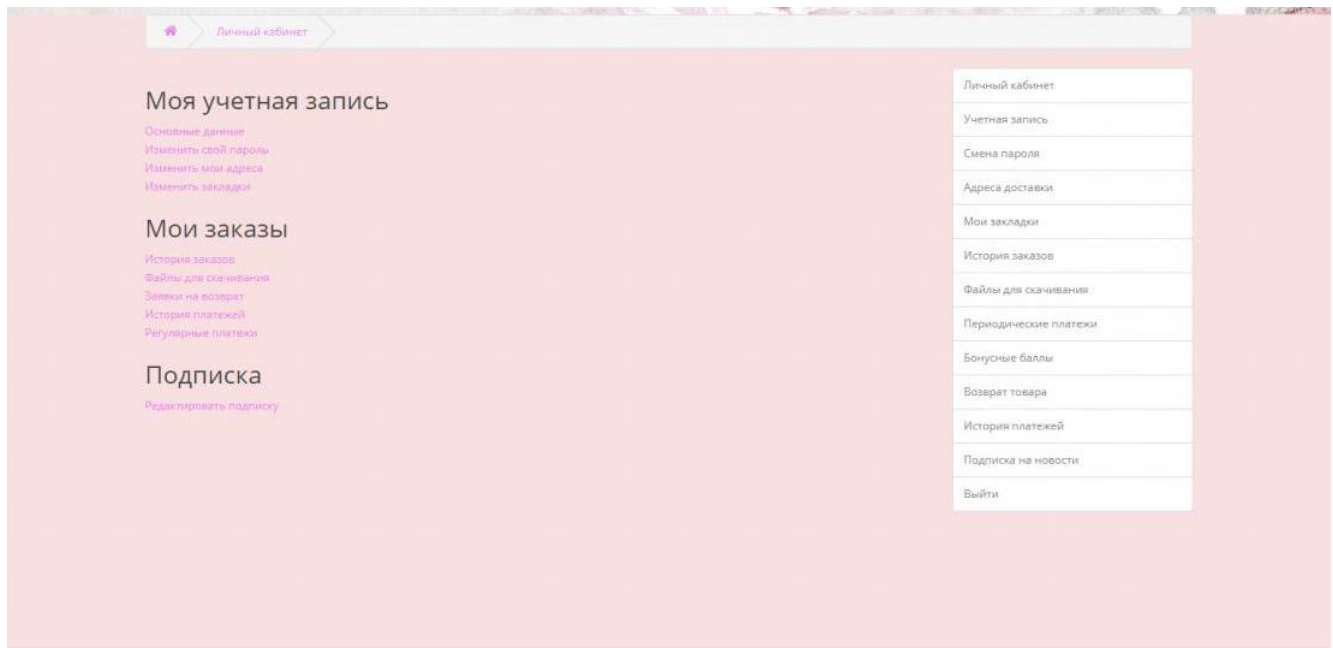 Личный кабинет
Моя учетная запись
Основные данные
Изменить свой пароль
Изменить мои адреса
Изменить закладки
Мои заказы
История заказов
Файлы для скачивания
Заявки на возврат
История платежей
Регулярные платежи
Подписка
Редактировать подписку
Личный кабинет
Учетная запись
Смена пароля
Адреса доставки
Мои закладки
История заказов
Файлы для скачивания
Периодические платежи
Бонусные баллы
Возврат товара
История платежей
Подписка на новости
Выйти